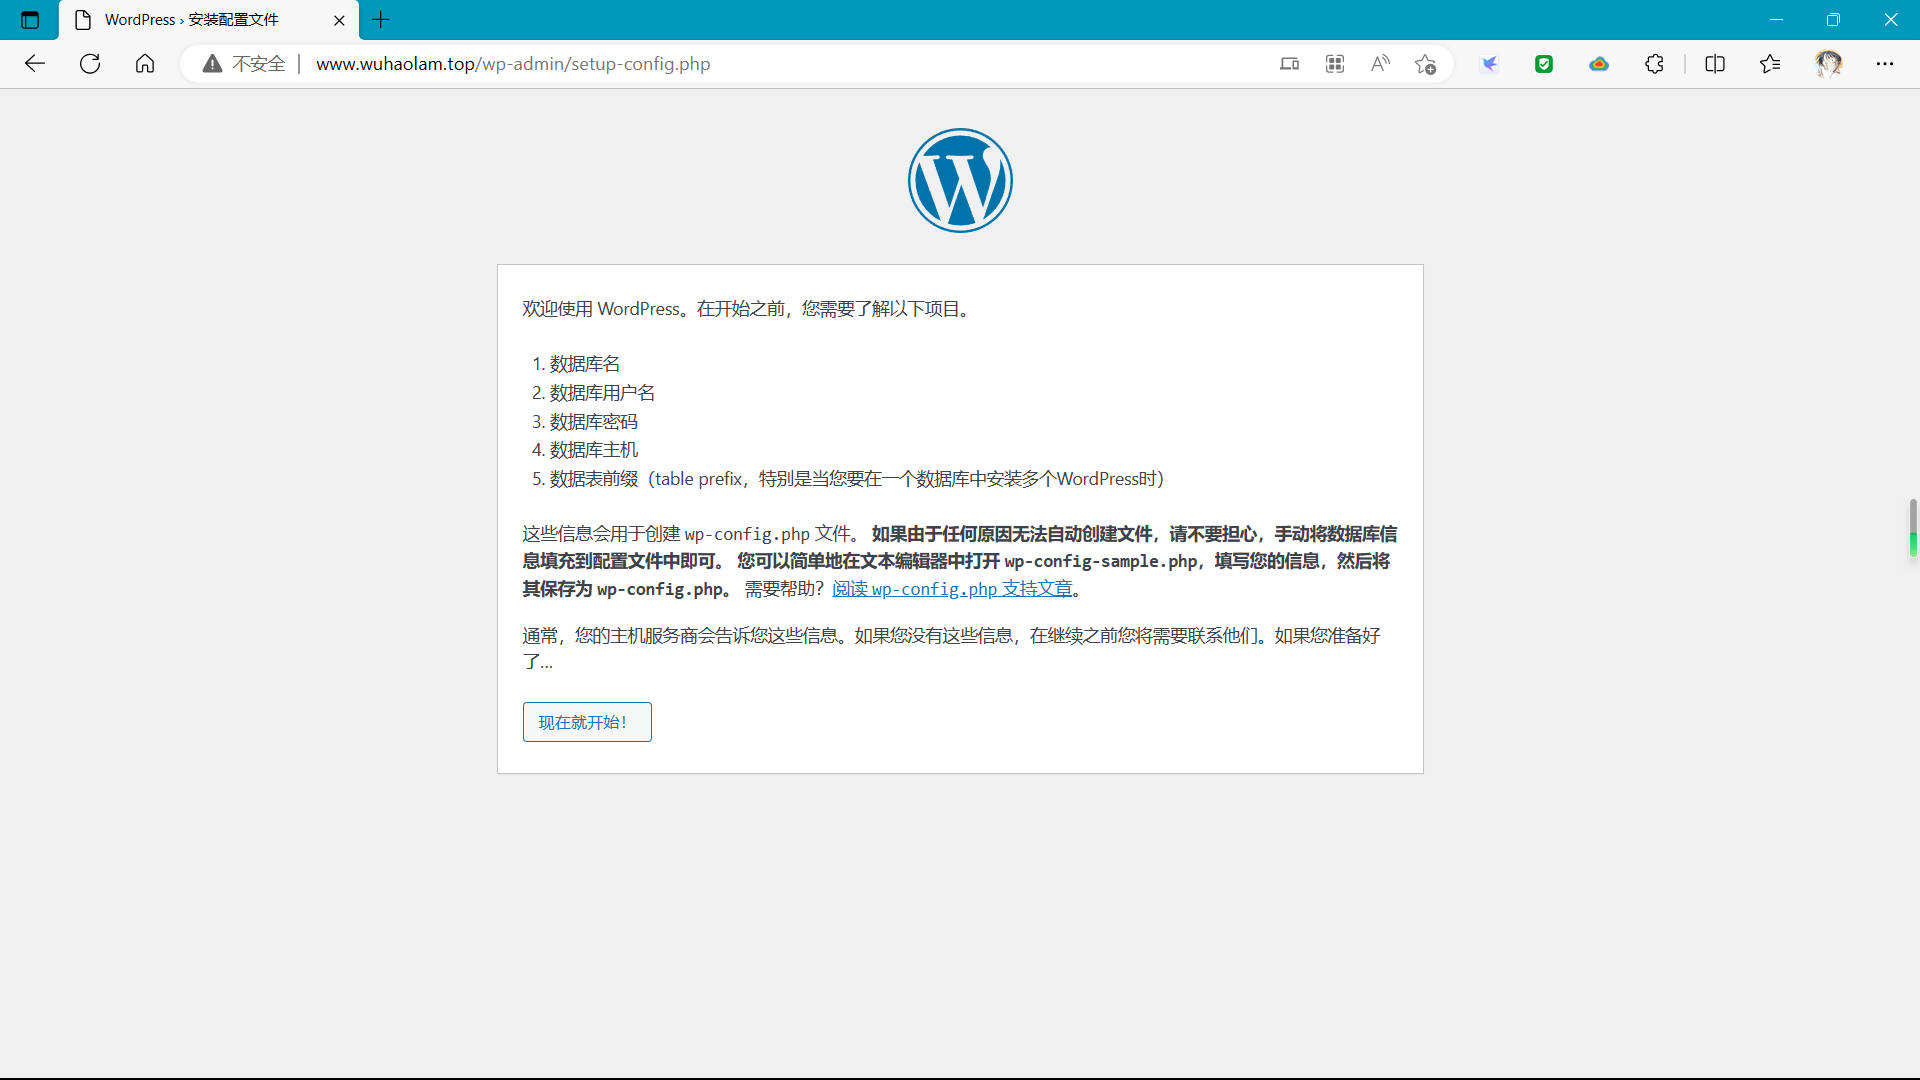 WordPress › 安装配置文件
不安全
www.wuhaolam.top/wp-admin/setup-config.php
欢迎使用 WordPress。在开始之前，您需要了解以下项目。
1. 数据库名
2. 数据库用户名
3. 数据库密码
4. 数据库主机
5. 数据表前缀（table prefix，特别是当您要在一个数据库中安装多个WordPress时）
这些信息会用于创建 wp-config.php 文件。 如果由于任何原因无法自动创建文件，请不要担心，手动将数据库信
息填充到配置文件中即可。 您可以简单地在文本编辑器中打开 wp-config-sample.php，填写您的信息，然后将
其保存为 wp-config.php。 需要帮助？阅读 wp-config.php 支持文章。
通常，您的主机服务商会告诉您这些信息。如果您没有这些信息，在继续之前您将需要联系他们。如果您准备好
了...
现在就开始！